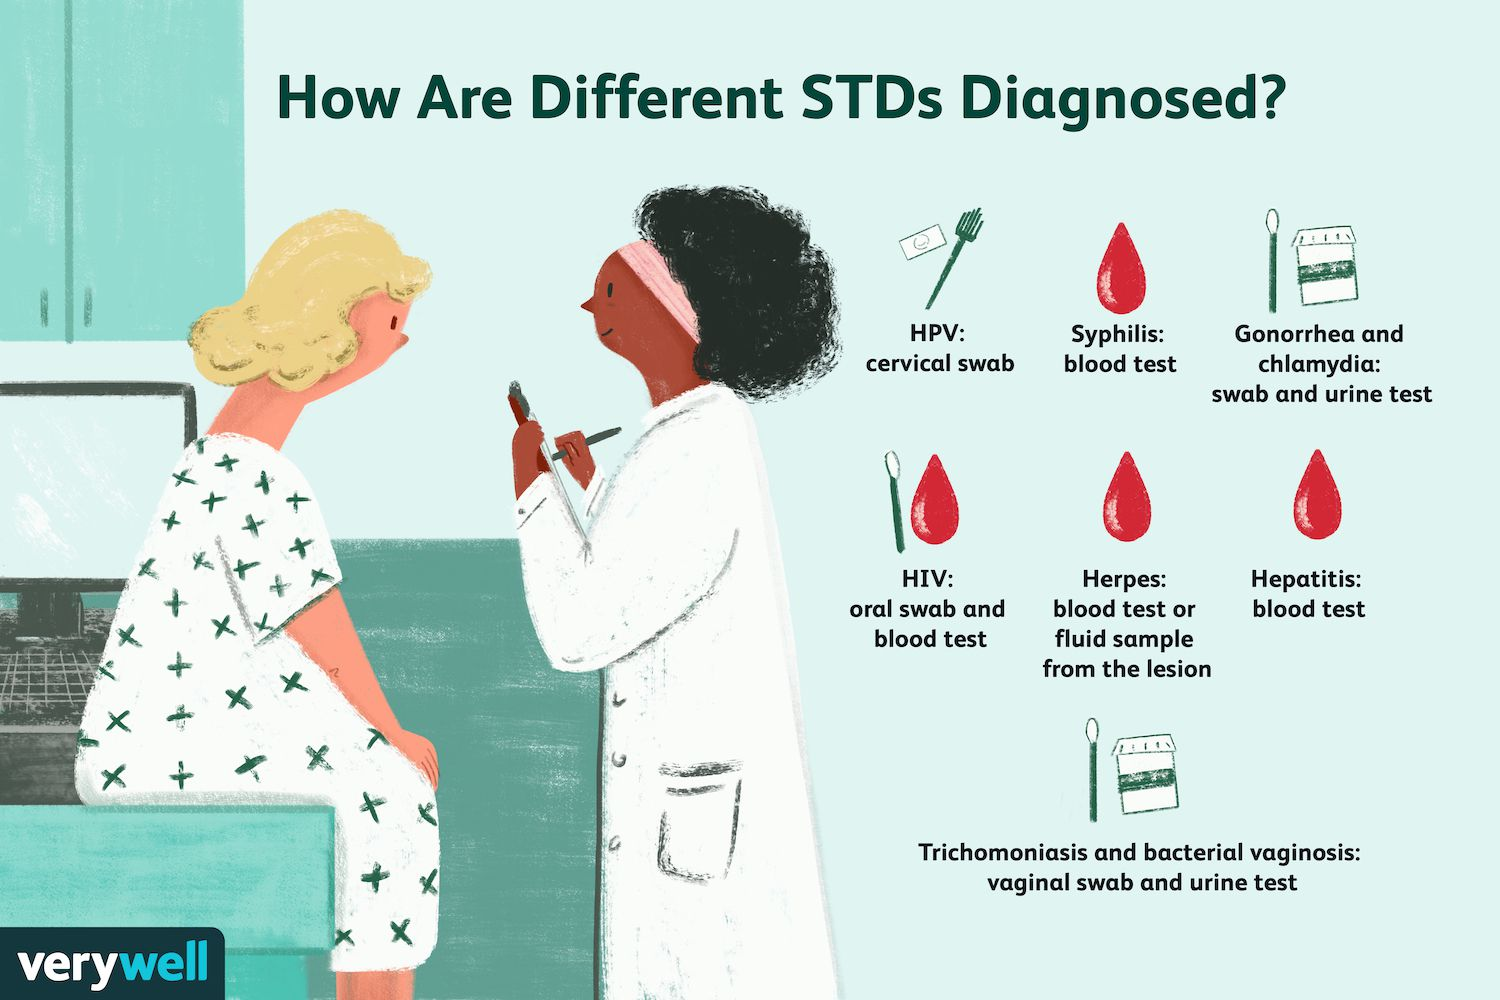 How Are Different STDs Diagnosed?
HPV:
cervical swab
Syphilis:
blood test
Gonorrhea and
chlamydia:
swab and urine test
HIV:
oral swab and
blood test
Herpes:
blood test or
fluid sample
from the lesion
Hepatitis:
blood test
Trichomoniasis and bacterial vaginosis:
vaginal swab and urine test
verywell